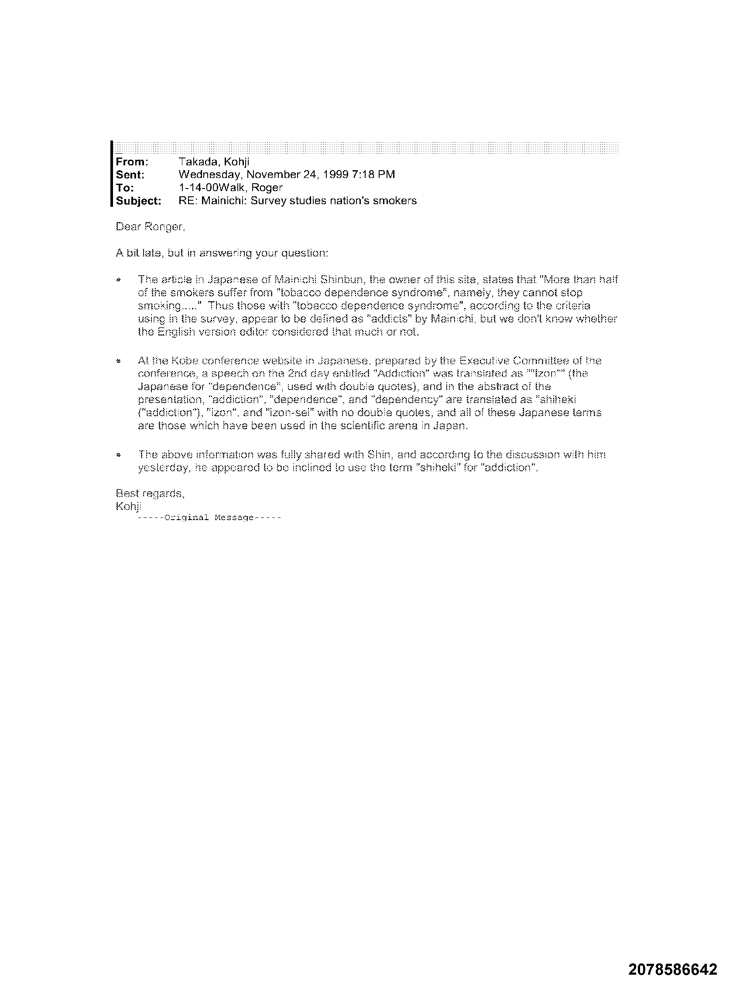 From: Takada, Kohji
Sent: Wednesday, November 24, 1999 7:18 PM
To: 1-14-00Walk, Roger
Subject: RE: Mainichi: Survey studies nation's smokers
Dear Ronger,
A bit late, but in answering your question:
• The article in Japanese of Mainichi Shinbun, the owner of this site, states that "More than half
of the smokers suffer from "tobacco dependence syndrome", namely, they cannot stop
smoking....." Thus those with "tobacco dependence syndrome", according to the criteria
using in the survey, appear to be defined as "addicts" by Mainichi, but we don't know whether
the English version editor considered that much or not.
• At the Kobe conference website in Japanese, prepared by the Executive Committee of the
conference, a speech on the 2nd day entitled "Addiction" was translated as ""Izon"" (the
Japanese for "dependence", used with double quotes), and in the abstract of the
presentation, "addiction", "dependence", and "dependency" are translated as "shiheki
("addiction"), "izon", and "izon-sei" with no double quotes, and all of these Japanese terms
are those which have been used in the scientific arena in Japan.
• The above information was fully shared with Shin, and according to the discussion with him
yesterday, he appeared to be inclined to use the term "shiheki" for "addiction".
Best regards,
Kohji
-----Original Message-----
2078586642